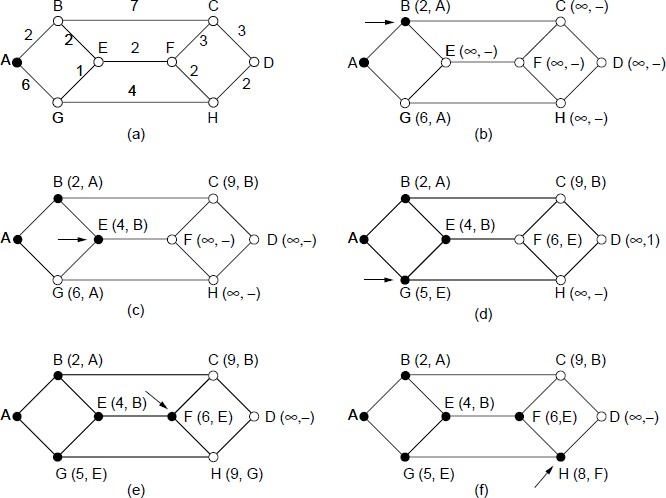 B 7 C B (2, A) C (∞, –)
2 2 3 3
A E 2 F D A E (∞, –) F (∞, –) D (∞, –)
6 1 2 2
4
G H G (6, A) H (∞, –)
(a) (b)
B (2, A) C (9, B) B (2, A) C (9, B)
E (4, B) E (4, B)
A F (∞, –) D (∞,–) A F (6, E) D (∞,1)
G (6, A) H (∞, –) G (5, E) H (∞, –)
(c) (d)
B (2, A) C (9, B) B (2, A) C (9, B)
E (4, B) E (4, B)
A F (6, E) D (∞,–) A F (6,E) D (∞,–)
G (5, E) H (9, G) G (5, E) H (8, F)
(e) (f)